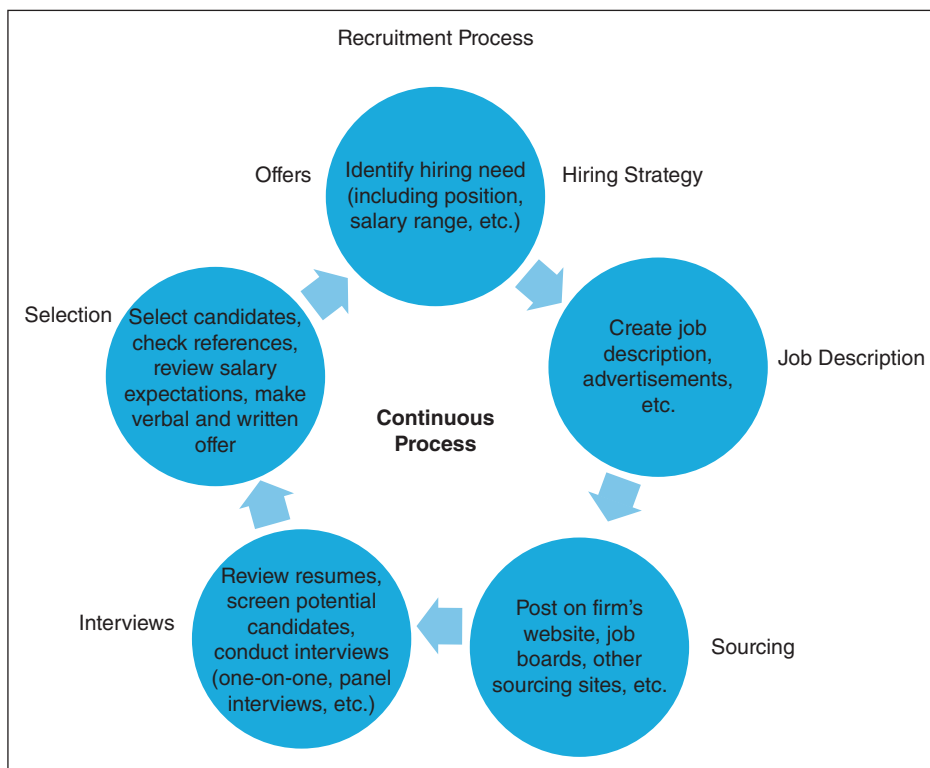 Recruitment Process
Offers
Identify hiring need
(including position,
salary range, etc.)
Hiring Strategy
Create job
description,
advertisements,
etc.
Job Description
Post on firm’s
website, job
boards, other
sourcing sites, etc.
Sourcing
Review resumes,
screen potential
candidates,
conduct interviews
(one-on-one, panel
interviews, etc.)
Interviews
Selection
Select candidates,
check references,
review salary
expectations, make
verbal and written
offer
Continuous
Process